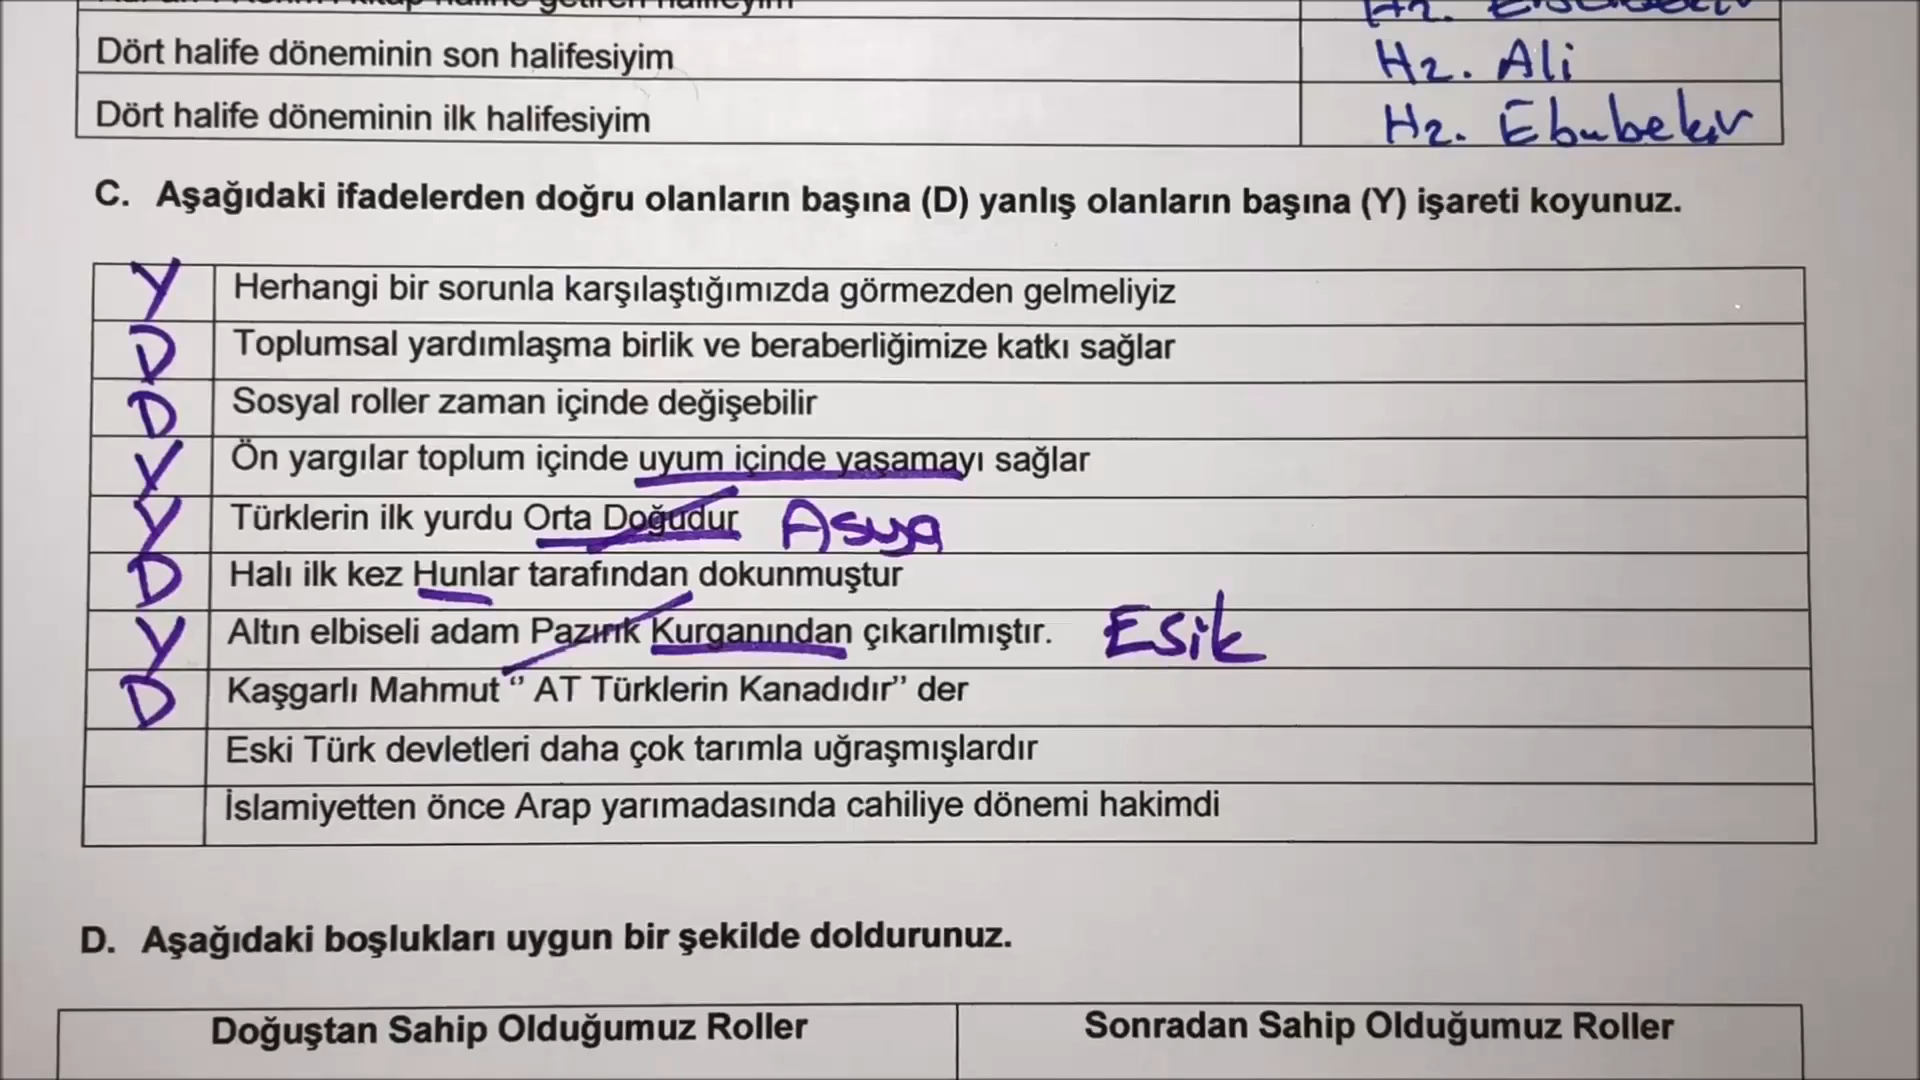 Dört halife döneminin son halifesiyim Hz. Ali
Dört halife döneminin ilk halifesiyim Hz. Ebubekir
C. Aşağıdaki ifadelerden doğru olanların başına (D) yanlış olanların başına (Y) işareti koyunuz.
Y Herhangi bir sorunla karşılaştığımızda görmezden gelmeliyiz
D Toplumsal yardımlaşma birlik ve beraberliğimize katkı sağlar
D Sosyal roller zaman içinde değişebilir
Y Ön yargılar toplum içinde uyum içinde yaşamayı sağlar
Y Türklerin ilk yurdu Orta Doğudur Asya
D Halı ilk kez Hunlar tarafından dokunmuştur
Y Altın elbiseli adam Pazırık Kurganından çıkarılmıştır. Esik
D Kaşgarlı Mahmut “ AT Türklerin Kanadıdır” der
Eski Türk devletleri daha çok tarımla uğraşmışlardır
İslamiyetten önce Arap yarımadasında cahiliye dönemi hakimdi
D. Aşağıdaki boşlukları uygun bir şekilde doldurunuz.
Doğuştan Sahip Olduğumuz Roller Sonradan Sahip Olduğumuz Roller